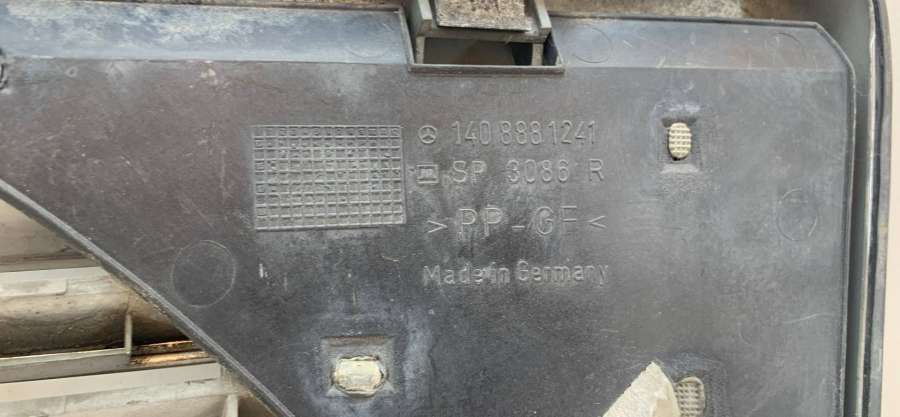 140 888 1241
SP 3086 R
>PP-GF<
Made in Germany